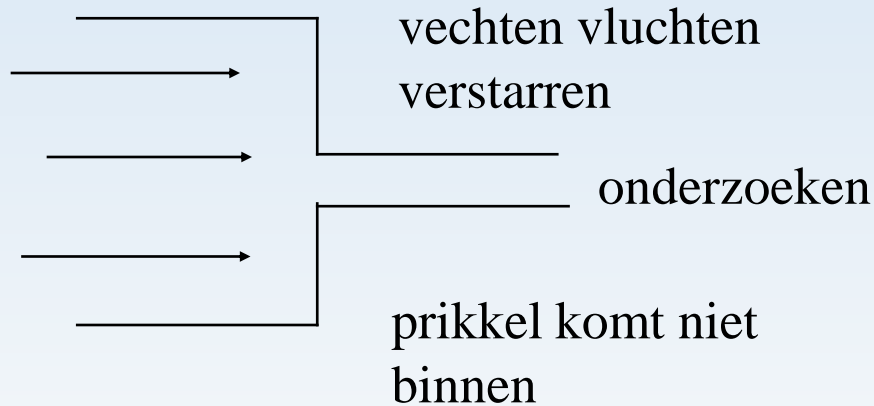 vechten vluchten
verstarren
onderzoeken
prikkel komt niet
binnen